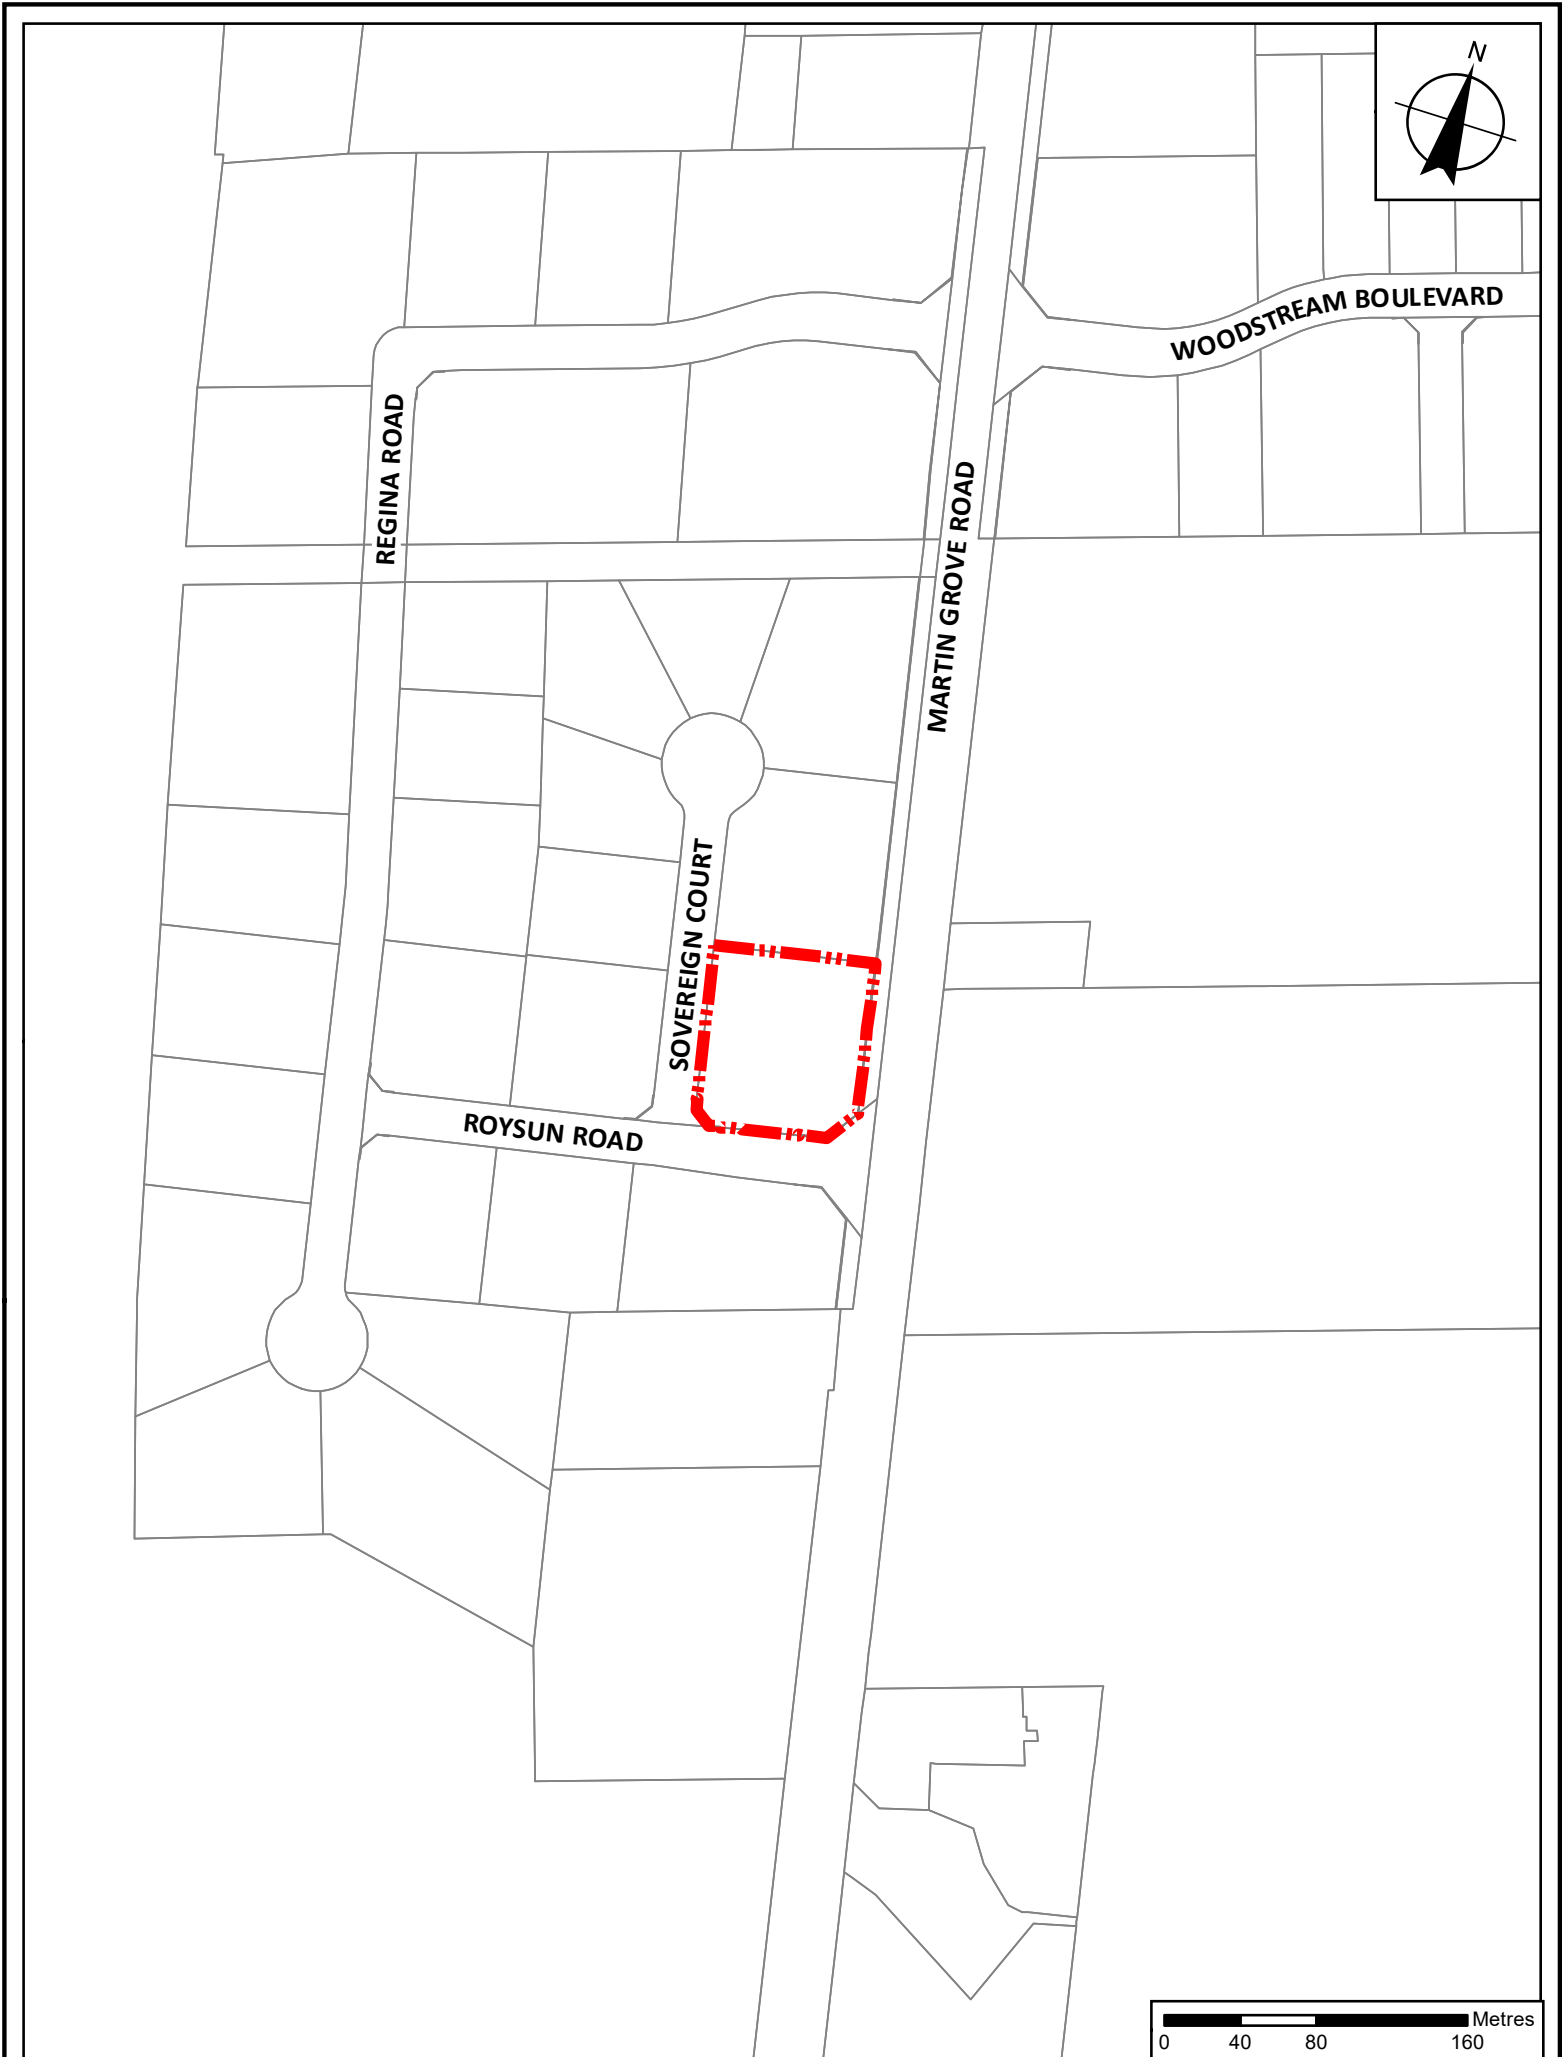 N
WOODSTREAM BOULEVARD
REGINA ROAD
MARTIN GROVE ROAD
SOVEREIGN COURT
ROYSUN ROAD
Metres
0 40 80 160